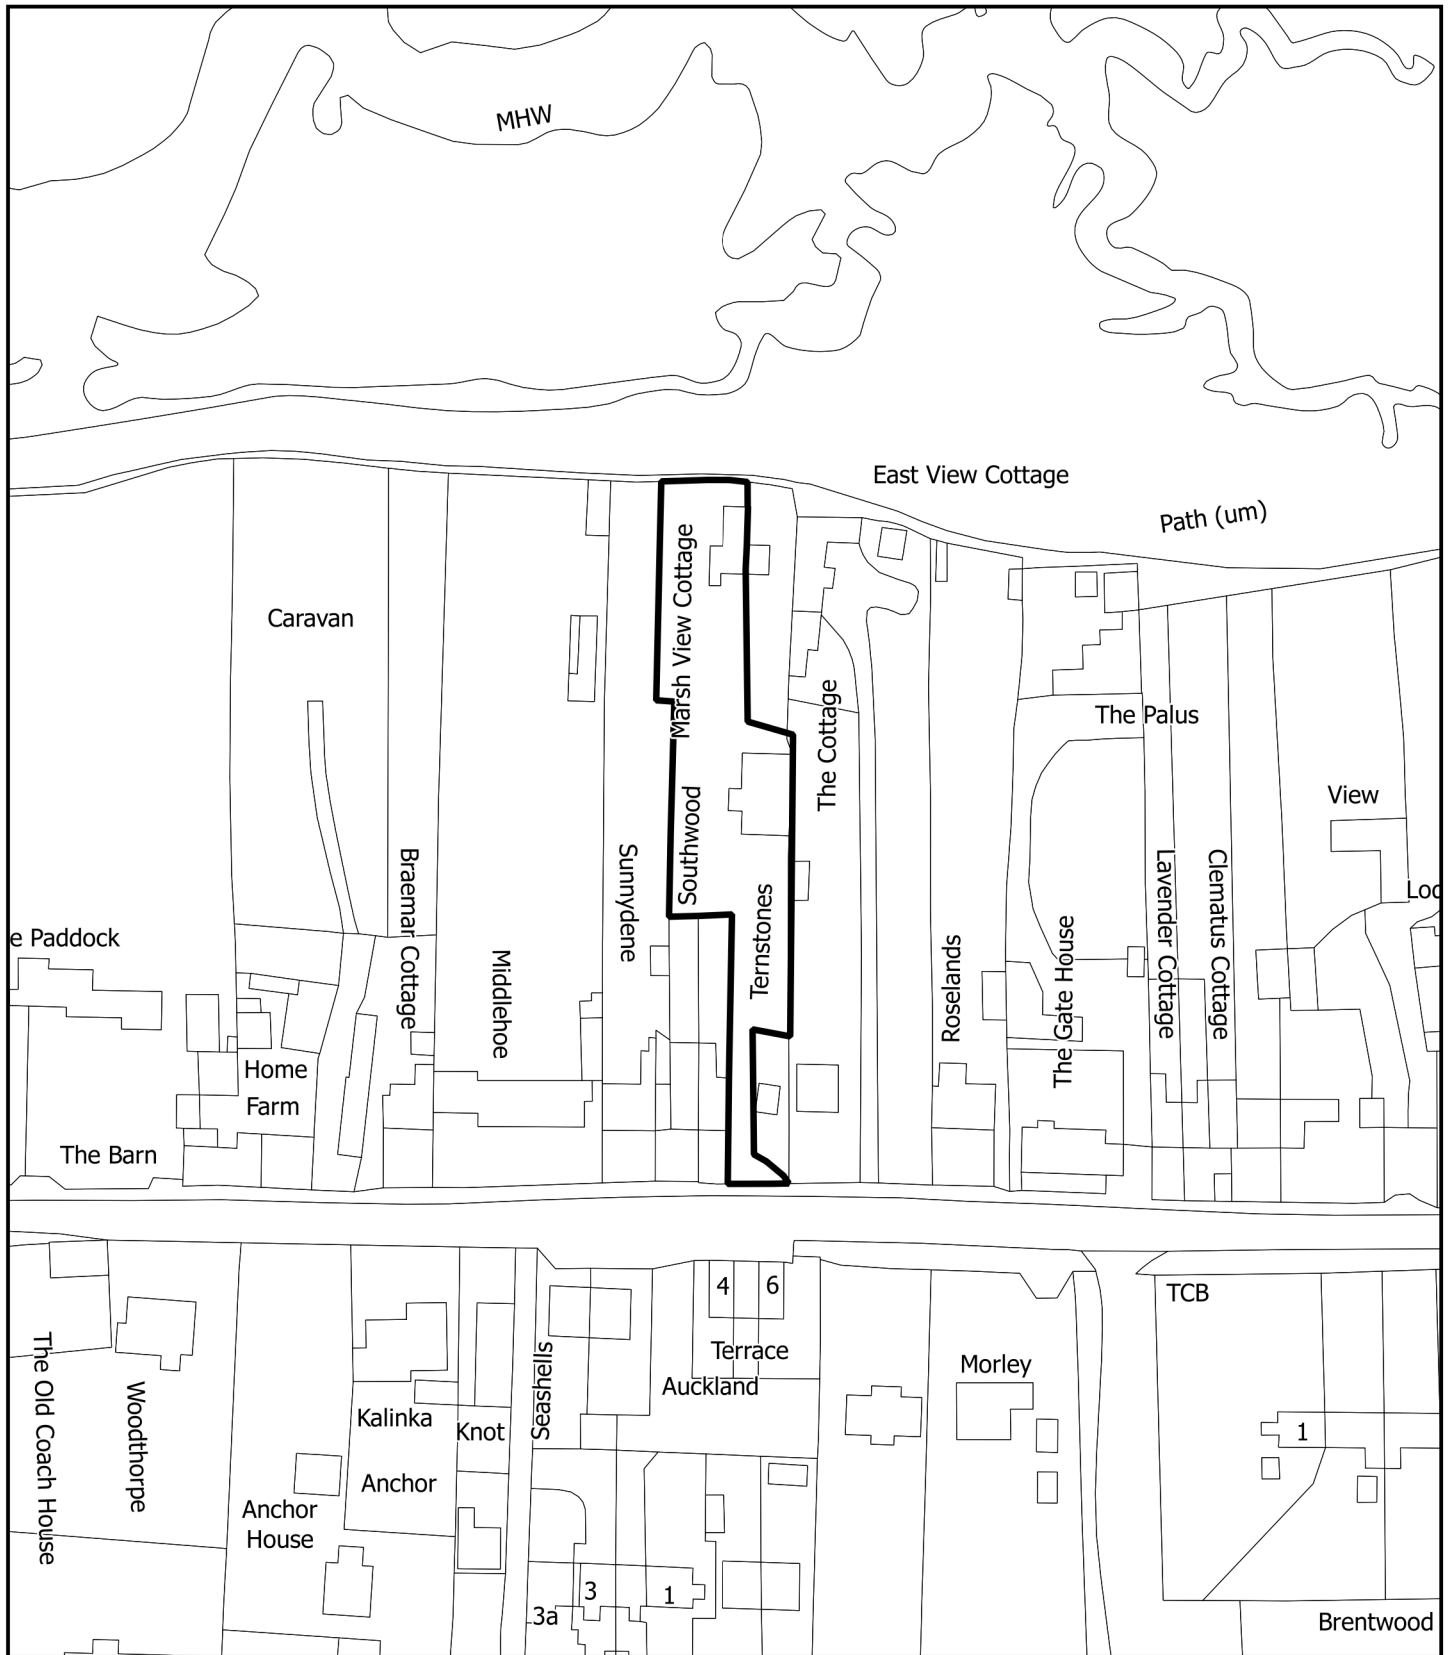 MHW
East View Cottage
Path (um)
Marsh View Cottage
Caravan
The Cottage
The Palus
View
Southwood
Sunnydene
Braemar Cottage
Lavender Cottage
Clematus Cottage
Loc
Ternstones
e Paddock
Middlehoe
Roselands
The Gate House
Home
Farm
The Barn
4
6
TCB
Terrace
Auckland
Morley
Seashells
The Old Coach House
Woodthorpe
Kalinka
Knot
1
Anchor
Anchor
House
3
1
3a
Brentwood